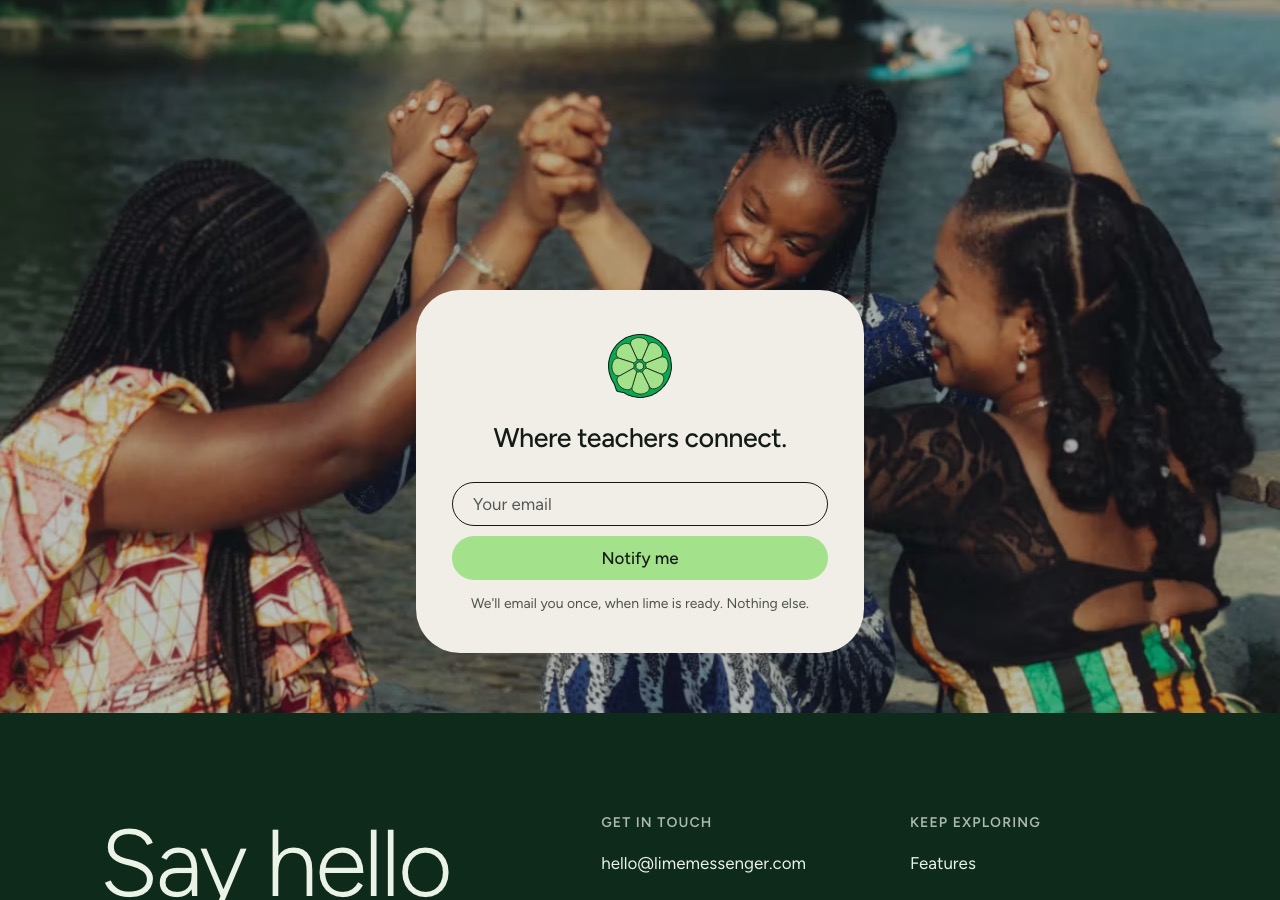 Where teachers connect.
Your email
Notify me
We'll email you once, when lime is ready. Nothing else.
Say hello
GET IN TOUCH
hello@limemessenger.com
KEEP EXPLORING
Features